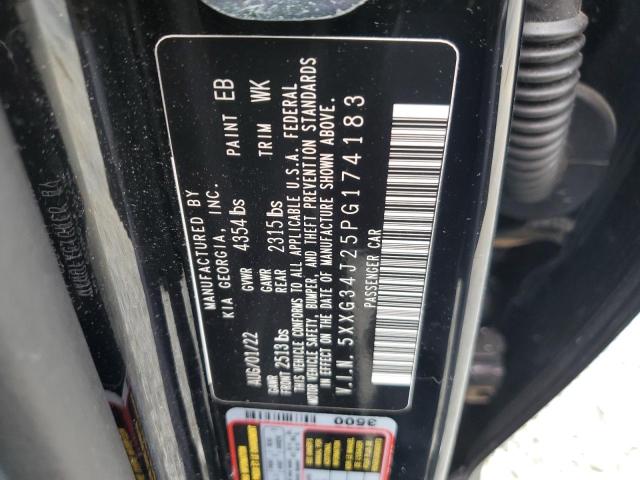 MANUFACTURED BY
KIA GEORGIA, INC.
PAINT EB
AUG/01/22 GVWR 4354lbs
TRIM WK
GAWR FRONT 2513lbs GAWR REAR 2315lbs
THIS VEHICLE CONFORMS TO ALL APPLICABLE U.S.A. FEDERAL
MOTOR VEHICLE SAFETY, BUMPER, AND THEFT PREVENTION STANDARDS
IN EFFECT ON THE DATE OF MANUFACTURE SHOWN ABOVE.
V.I.N. 5XXG34J25PG174183
PASSENGER CAR
3500